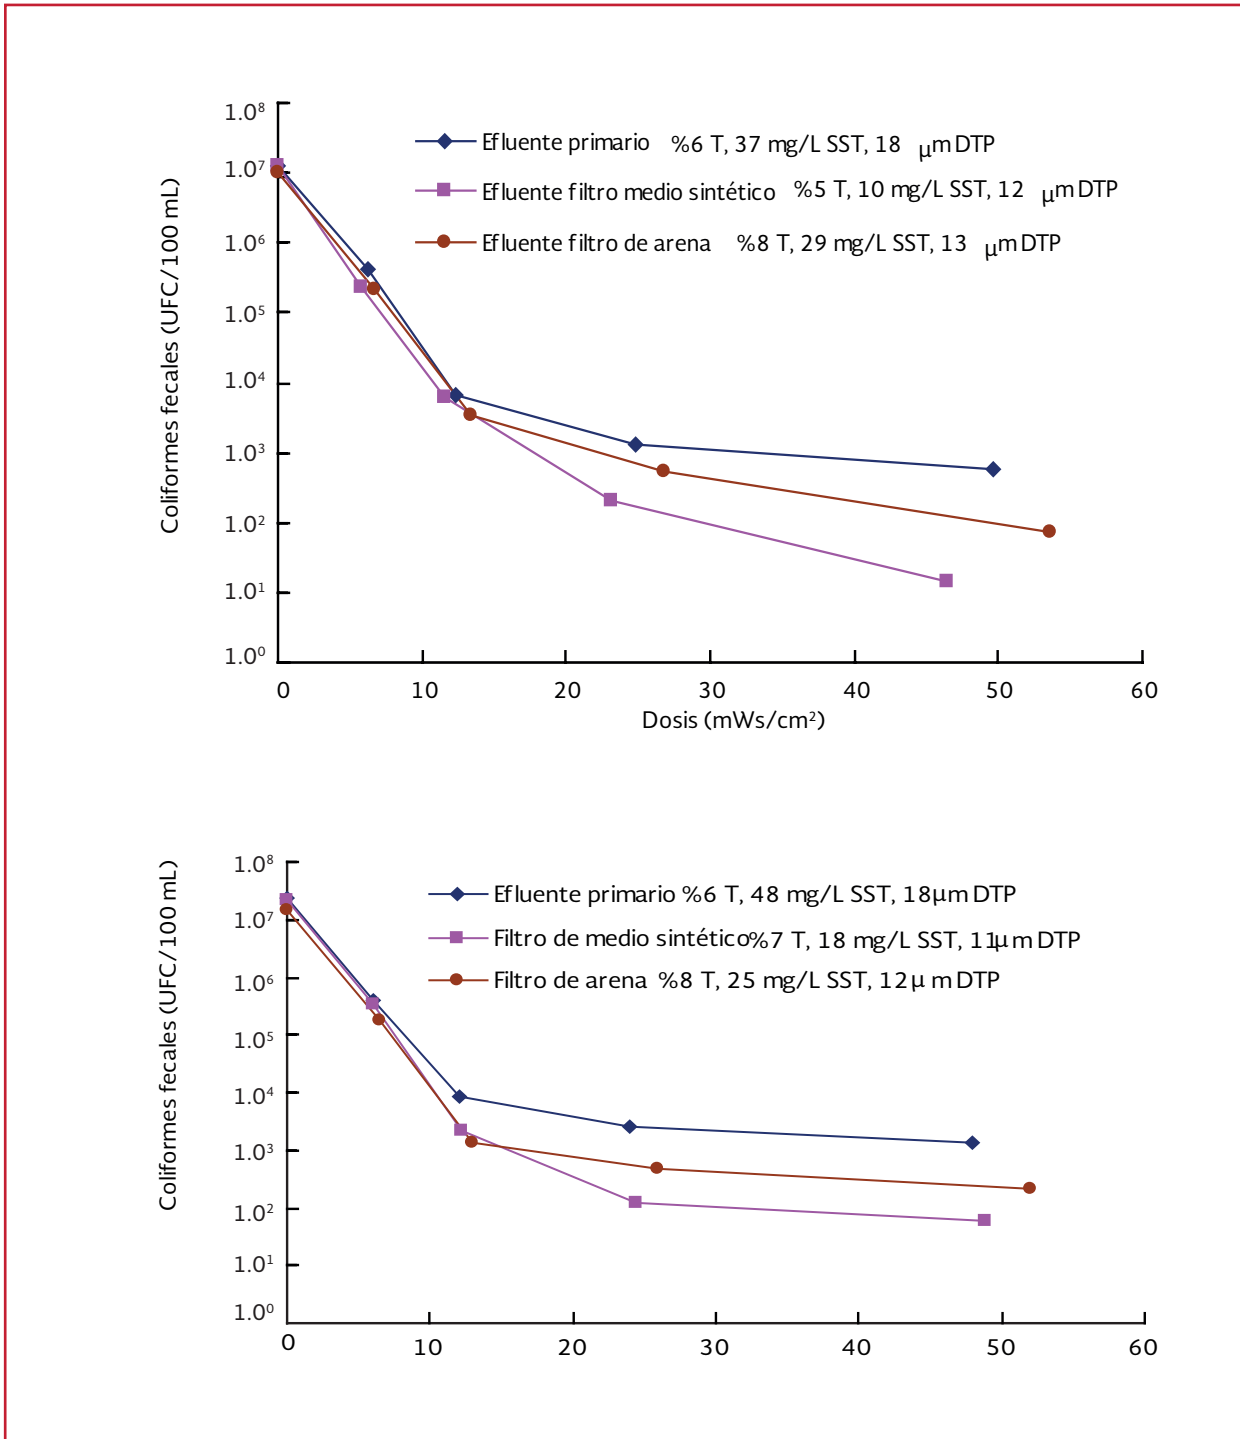 Coliformes fecales (UFC/100 mL)
1.0⁸
1.0⁷
1.0⁶
1.0⁵
1.0⁴
1.0³
1.0²
1.0¹
1.0⁰
Efluente primario %6 T, 37 mg/L SST, 18 μm DTP
Efluente filtro medio sintético %5 T, 10 mg/L SST, 12 μm DTP
Efluente filtro de arena %8 T, 29 mg/L SST, 13 μm DTP
0 10 20 30 40 50 60
Dosis (mWs/cm²)
Coliformes fecales (UFC/100 mL)
1.0⁸
1.0⁷
1.0⁶
1.0⁵
1.0⁴
1.0³
1.0²
1.0¹
1.0⁰
Efluente primario %6 T, 48 mg/L SST, 18μm DTP
Filtro de medio sintético%7 T, 18 mg/L SST, 11μm DTP
Filtro de arena %8 T, 25 mg/L SST, 12μ m DTP
0 10 20 30 40 50 60